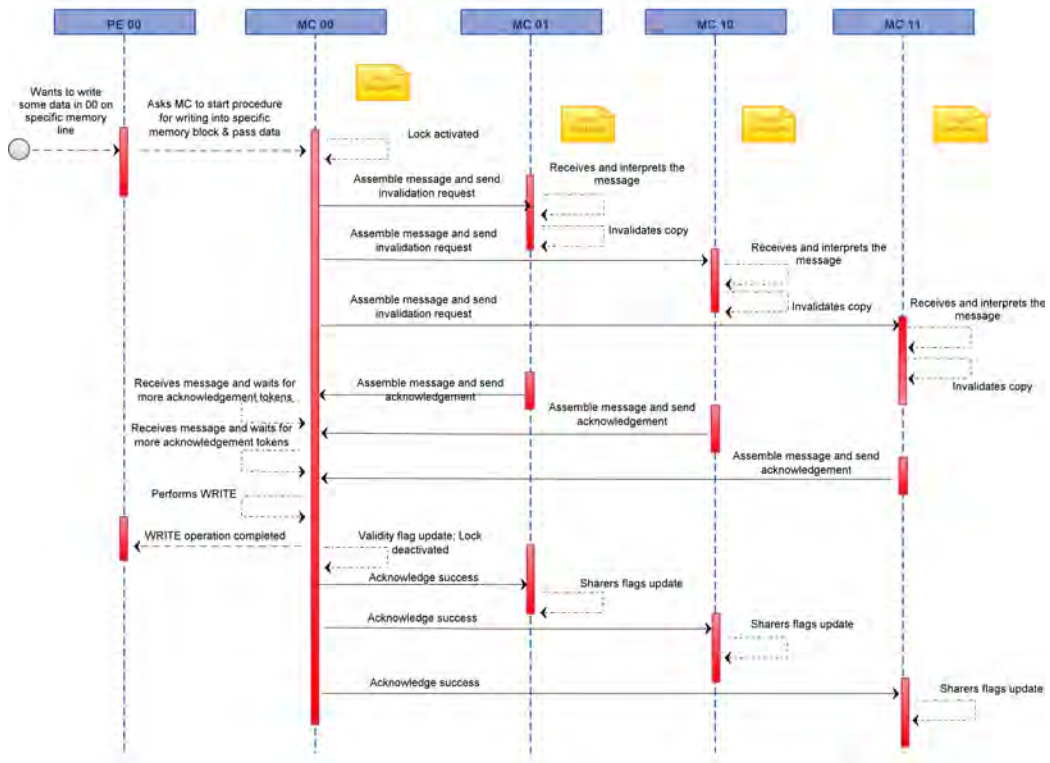 PE 00
MC 00
MC 01
MC 10
MC 11
Wants to write
some data in 00 on
specific memory
line
Asks MC to start procedure
for writing into specific
memory block & pass data
Lock activated
Assemble message and send
invalidation request
Receives and interprets the
message
Invalidates copy
Assemble message and send
invalidation request
Receives and interprets the
message
Invalidates copy
Assemble message and send
invalidation request
Receives and interprets the
message
Invalidates copy
Receives message and waits for
more acknowledgement tokens
Assemble message and send
acknowledgement
Assemble message and send
acknowledgement
Receives message and waits for
more acknowledgement tokens
Assemble message and send
acknowledgement
Performs WRITE
WRITE operation completed
Validity flag update; Lock
deactivated
Acknowledge success
Sharers flags update
Acknowledge success
Sharers flags update
Acknowledge success
Sharers flags update